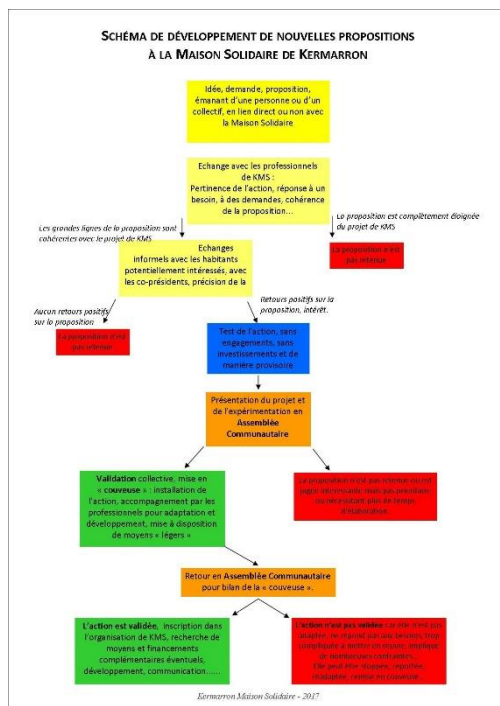 SCHÉMA DE DÉVELOPPEMENT DE NOUVELLES PROPOSITIONS
À LA MAISON SOLIDAIRE DE KERMARRON
Idée, demande, proposition,
émanant d'une personne ou d'un
collectif, en lien direct ou non avec
la Maison Solidaire
Echange avec les professionnels
de KMS :
Pertinence de l'action, réponse à un
besoin, à des demandes, cohérence
de la proposition…
Les grandes lignes de la proposition sont
cohérentes avec le projet de KMS
La proposition est complètement éloignée
du projet de KMS
Echanges
informels avec les habitants
potentiellement intéressés, avec
les co-présidents, précision de la
La proposition n'est
pas retenue
Aucun retours positifs
sur la proposition
Retours positifs sur la
proposition, intérêt.
La proposition n'est
pas retenue
Test de l'action, sans
engagements, sans
investissements et de
manière provisoire
Présentation du projet et
de l'expérimentation en
Assemblée
Communautaire
Validation collective, mise en
« couveuse » : installation de
l'action, accompagnement par les
professionnels pour adaptation et
développement, mise à disposition
de moyens « légers »
La proposition n'est pas retenue ou est
jugée intéressante mais pas prioritaire
ou nécessitant plus de temps
d'élaboration.
Retour en Assemblée Communautaire
pour bilan de la « couveuse ».
L'action est validée, inscription dans
l'organisation de KMS, recherche de
moyens et financements
complémentaires éventuels,
développement, communication……
L'action n'est pas validée car elle n'est pas
adaptée, ne répond pas aux besoins, trop
compliquée à mettre en œuvre, implique
de nombreuses contraintes…
Elle peut être stoppée, reportée,
réadaptée, remise en couveuse…
Kermarron Maison Solidaire - 2017